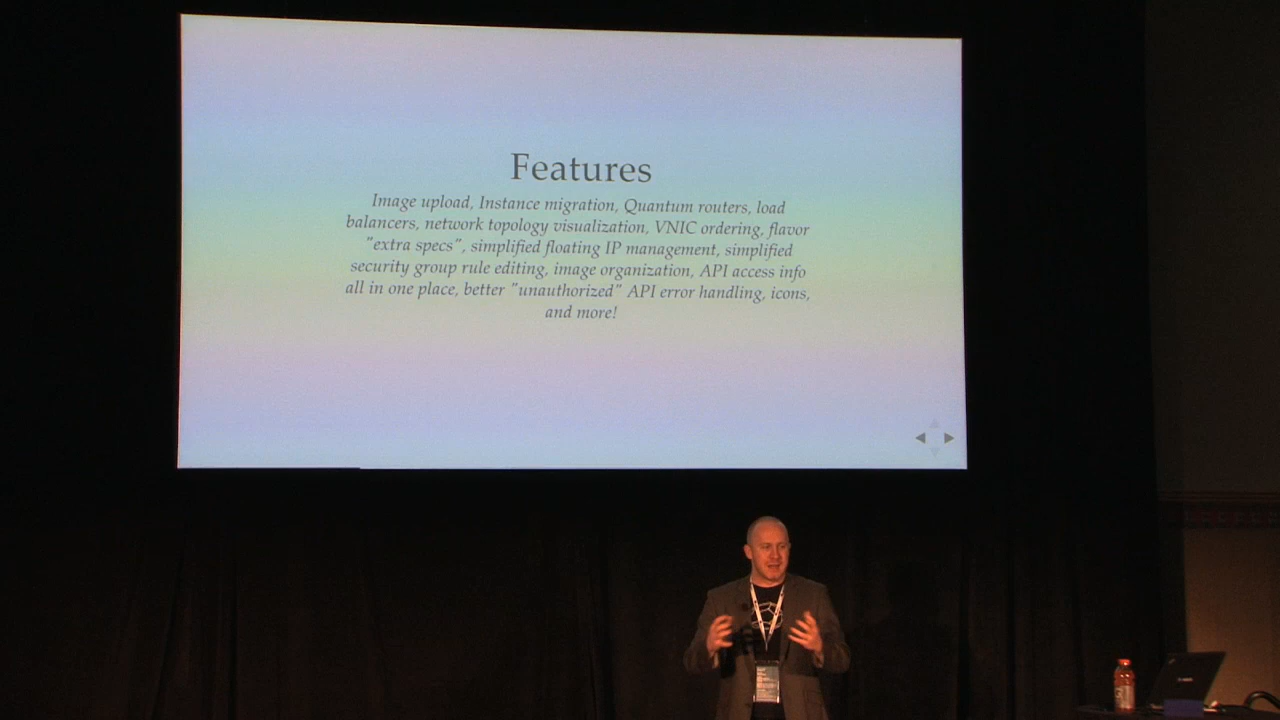 Features
Image upload, Instance migration, Quantum routers, load
balancers, network topology visualization, VNIC ordering, flavor
"extra specs", simplified floating IP management, simplified
security group rule editing, image organization, API access info
all in one place, better "unauthorized" API error handling, icons,
and more!